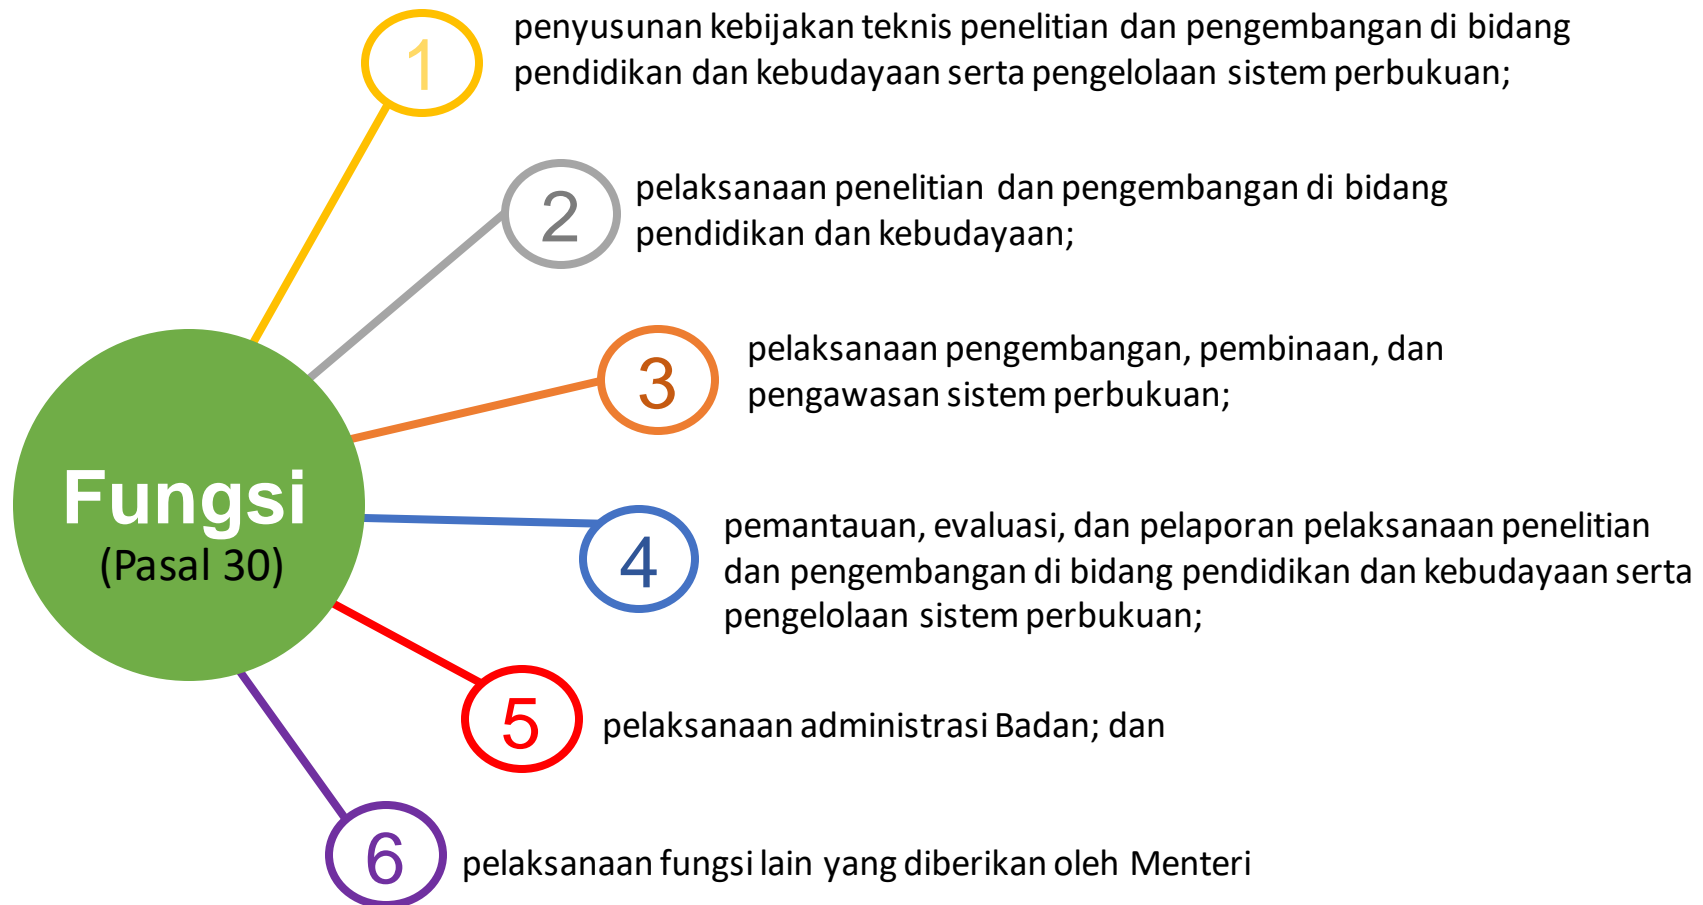 Fungsi
(Pasal 30)
1
penyusunan kebijakan teknis penelitian dan pengembangan di bidang
pendidikan dan kebudayaan serta pengelolaan sistem perbukuan;
2
pelaksanaan penelitian dan pengembangan di bidang
pendidikan dan kebudayaan;
3
pelaksanaan pengembangan, pembinaan, dan
pengawasan sistem perbukuan;
4
pemantauan, evaluasi, dan pelaporan pelaksanaan penelitian
dan pengembangan di bidang pendidikan dan kebudayaan serta
pengelolaan sistem perbukuan;
5
pelaksanaan administrasi Badan; dan
6
pelaksanaan fungsi lain yang diberikan oleh Menteri